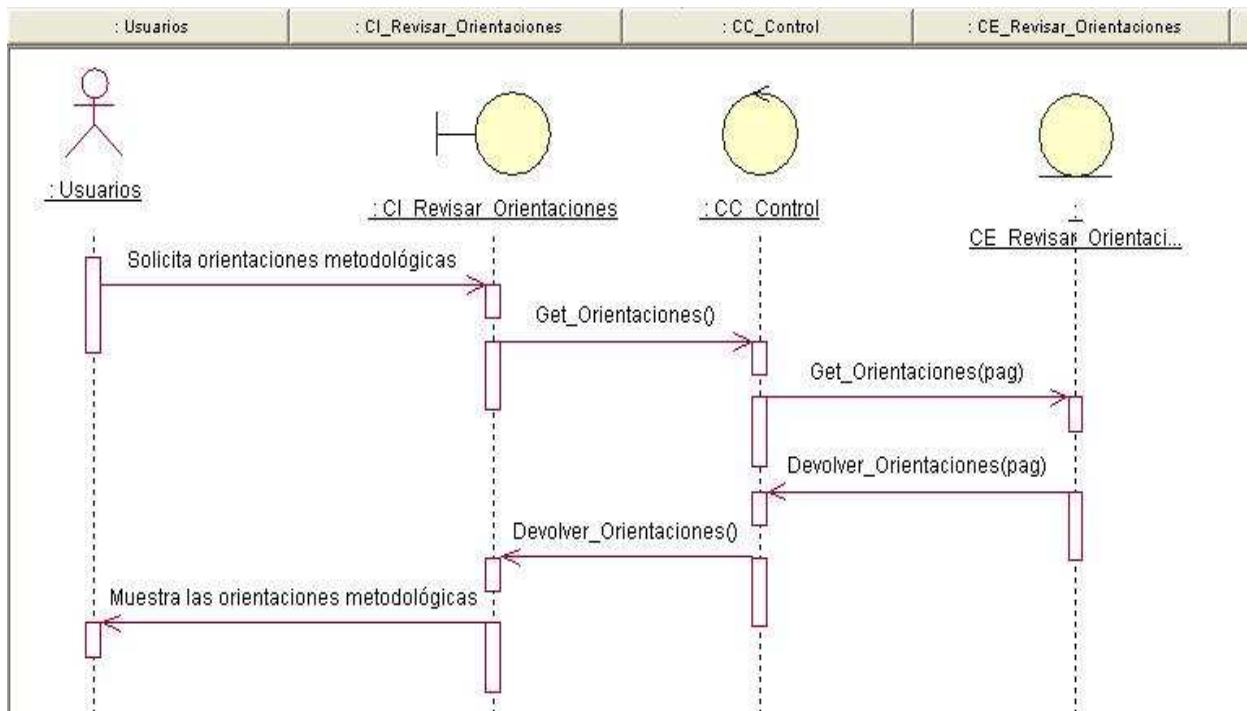 : Usuarios
: CI_Revisar_Orientaciones
: CC_Control
: CE_Revisar_Orientaciones
: Usuarios
: CI_Revisar_Orientaciones
: CC_Control
:
CE_Revisar_Orientaci...
Solicita orientaciones metodológicas
Get_Orientaciones()
Get_Orientaciones(pag)
Devolver_Orientaciones(pag)
Devolver_Orientaciones()
Muestra las orientaciones metodológicas